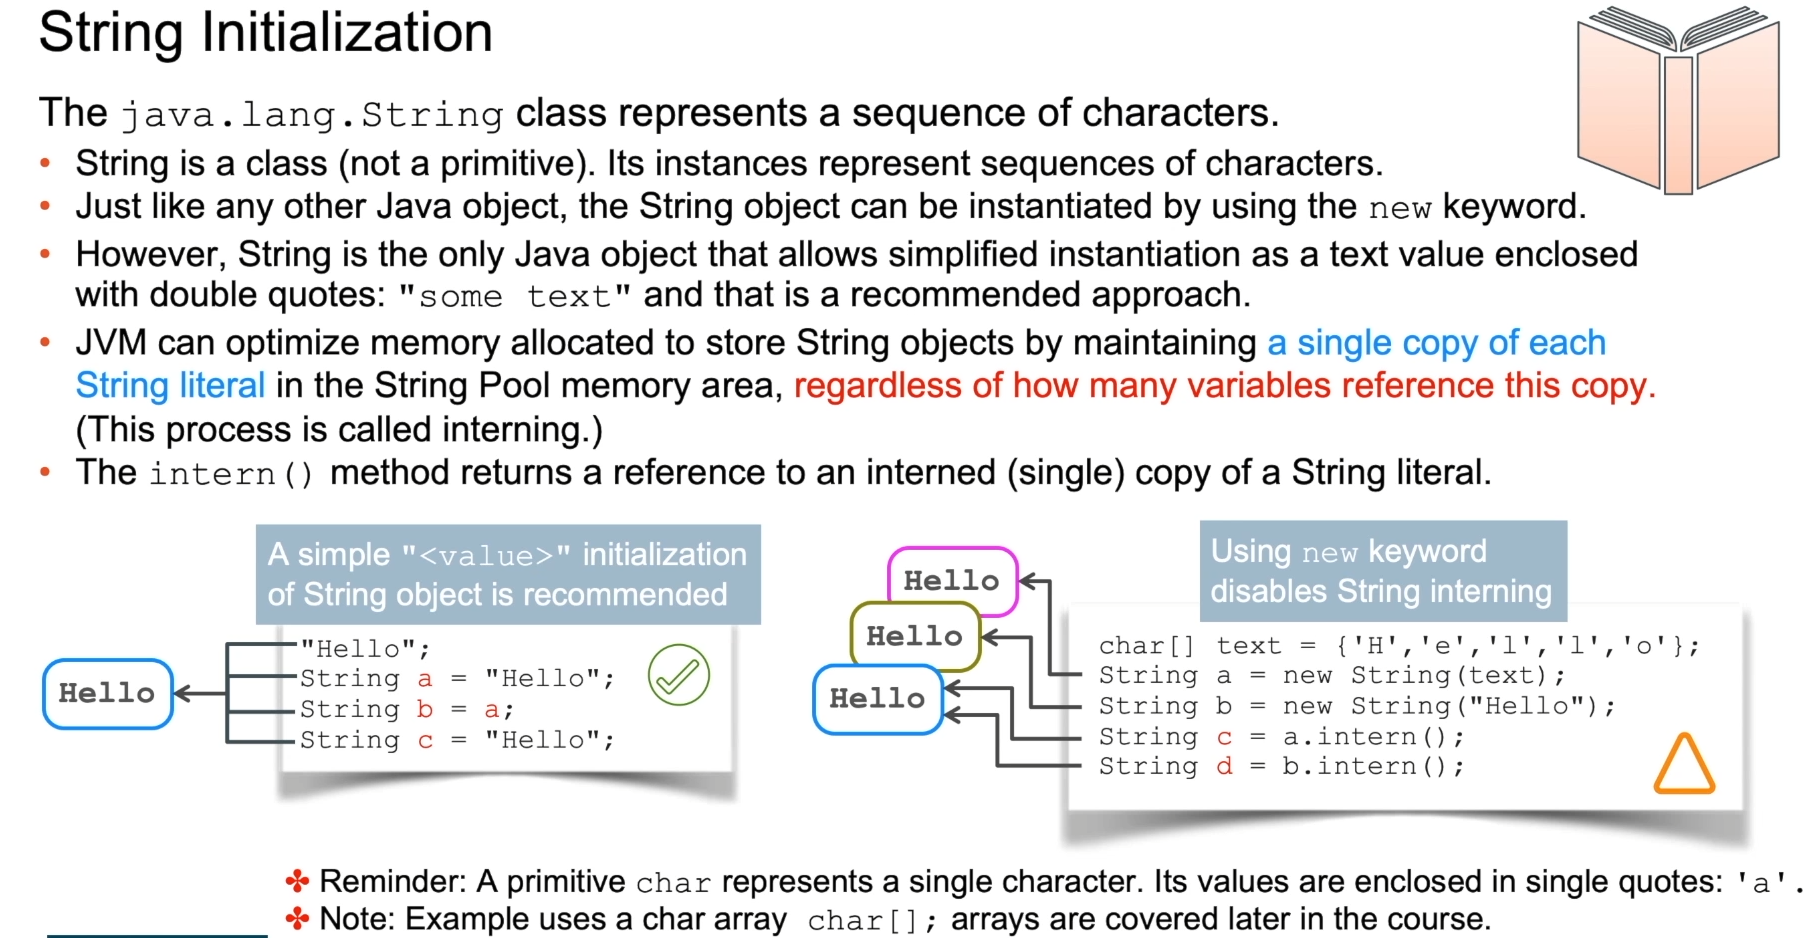 String Initialization
The java.lang.String class represents a sequence of characters.
• String is a class (not a primitive). Its instances represent sequences of characters.
• Just like any other Java object, the String object can be instantiated by using the new keyword.
• However, String is the only Java object that allows simplified instantiation as a text value enclosed
with double quotes: "some text" and that is a recommended approach.
• JVM can optimize memory allocated to store String objects by maintaining a single copy of each
String literal in the String Pool memory area, regardless of how many variables reference this copy.
(This process is called interning.)
• The intern() method returns a reference to an interned (single) copy of a String literal.
A simple "<value>" initialization
of String object is recommended
Hello
"Hello";
String a = "Hello";
String b = a;
String c = "Hello";
Using new keyword
disables String interning
Hello
Hello
Hello
char[] text = {'H','e','l','l','o'};
String a = new String(text);
String b = new String("Hello");
String c = a.intern();
String d = b.intern();
✤ Reminder: A primitive char represents a single character. Its values are enclosed in single quotes: 'a'.
✤ Note: Example uses a char array char[]; arrays are covered later in the course.